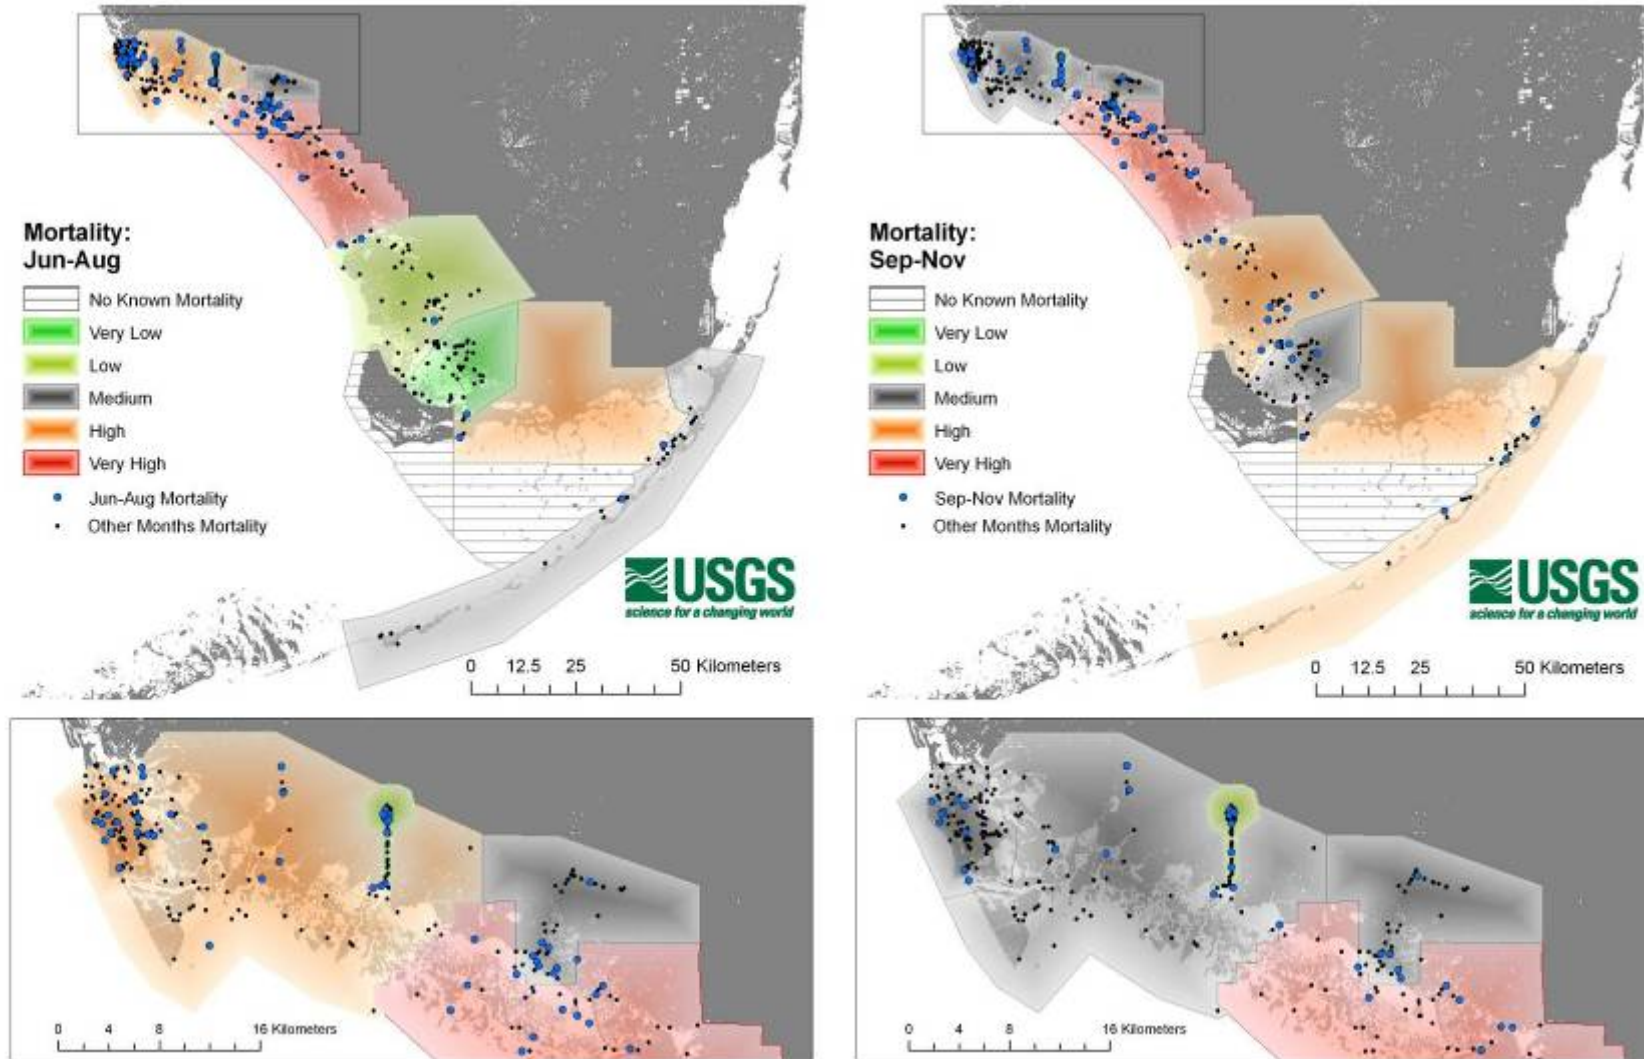 Mortality:
Jun-Aug
No Known Mortality
Very Low
Low
Medium
High
Very High
Jun-Aug Mortality
Other Months Mortality
USGS
science for a changing world
0 12.5 25 50 Kilometers
Mortality:
Sep-Nov
No Known Mortality
Very Low
Low
Medium
High
Very High
Sep-Nov Mortality
Other Months Mortality
USGS
science for a changing world
0 12.5 25 50 Kilometers
0 4 8 16 Kilometers
0 4 8 16 Kilometers